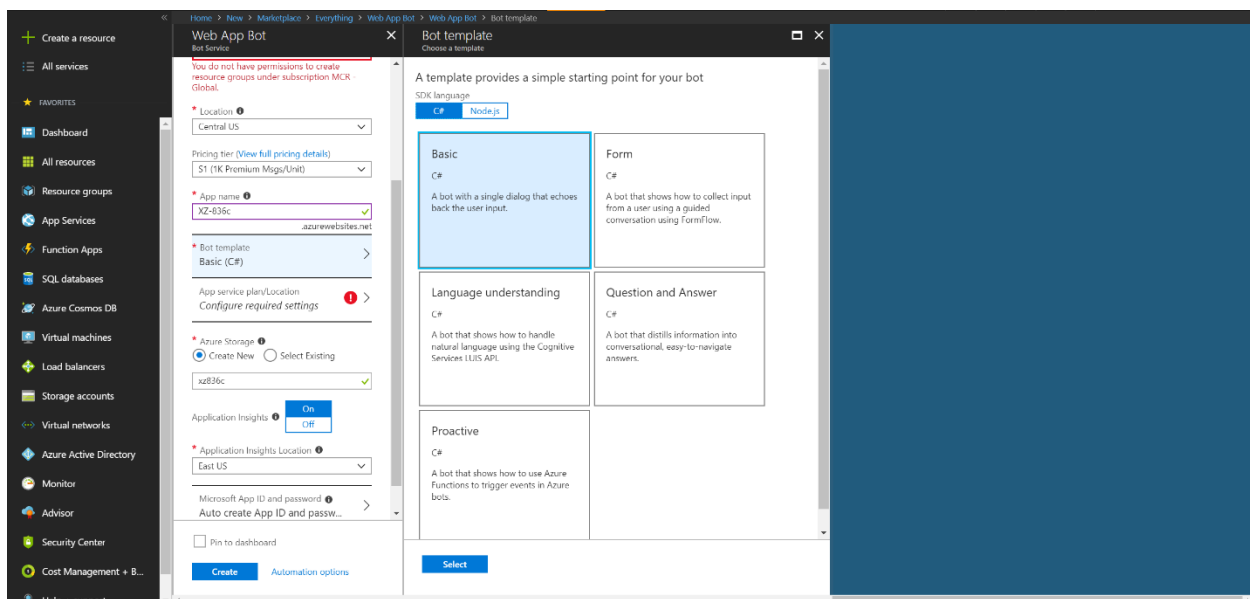 Home > New > Marketplace > Everything > Web App Bot > Web App Bot > Bot template
«
Create a resource
All services
FAVORITES
Dashboard
All resources
Resource groups
App Services
Function Apps
SQL databases
Azure Cosmos DB
Virtual machines
Load balancers
Storage accounts
Virtual networks
Azure Active Directory
Monitor
Advisor
Security Center
Cost Management + B...
Web App Bot
Bot Service
You do not have permissions to create
resource groups under subscription MCR -
Global.
* Location
Central US
Pricing tier (View full pricing details)
S1 (1K Premium Msgs/Unit)
* App name
XZ-836c
.azurewebsites.net
* Bot template
Basic (C#)
App service plan/Location
Configure required settings
* Azure Storage
Create New Select Existing
xz836c
Application Insights
On
Off
* Application Insights Location
East US
Microsoft App ID and password
Auto create App ID and passw...
Pin to dashboard
Create Automation options
Bot template
Choose a template
A template provides a simple starting point for your bot
SDK language
C# Node.js
Basic
C#
A bot with a single dialog that echoes
back the user input.
Form
C#
A bot that shows how to collect input
from a user using a guided
conversation using FormFlow.
Language understanding
C#
A bot that shows how to handle
natural language using the Cognitive
Services LUIS API.
Question and Answer
C#
A bot that distills information into
conversational, easy-to-navigate
answers.
Proactive
C#
A bot that shows how to use Azure
Functions to trigger events in Azure
bots.
Select